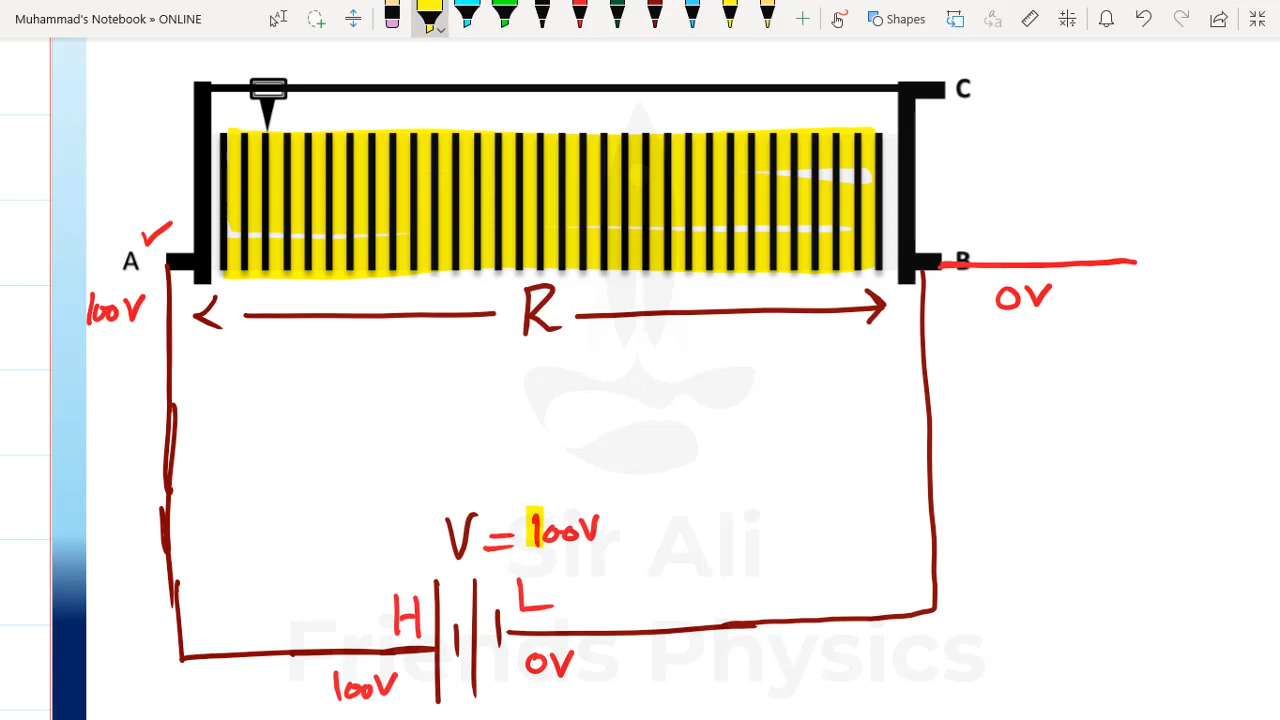 Muhammad's Notebook » ONLINE
Shapes
C
A
B
100V
0V
R
V = 100V
Sir Ali
H
L
Friends Physics
100V
0V